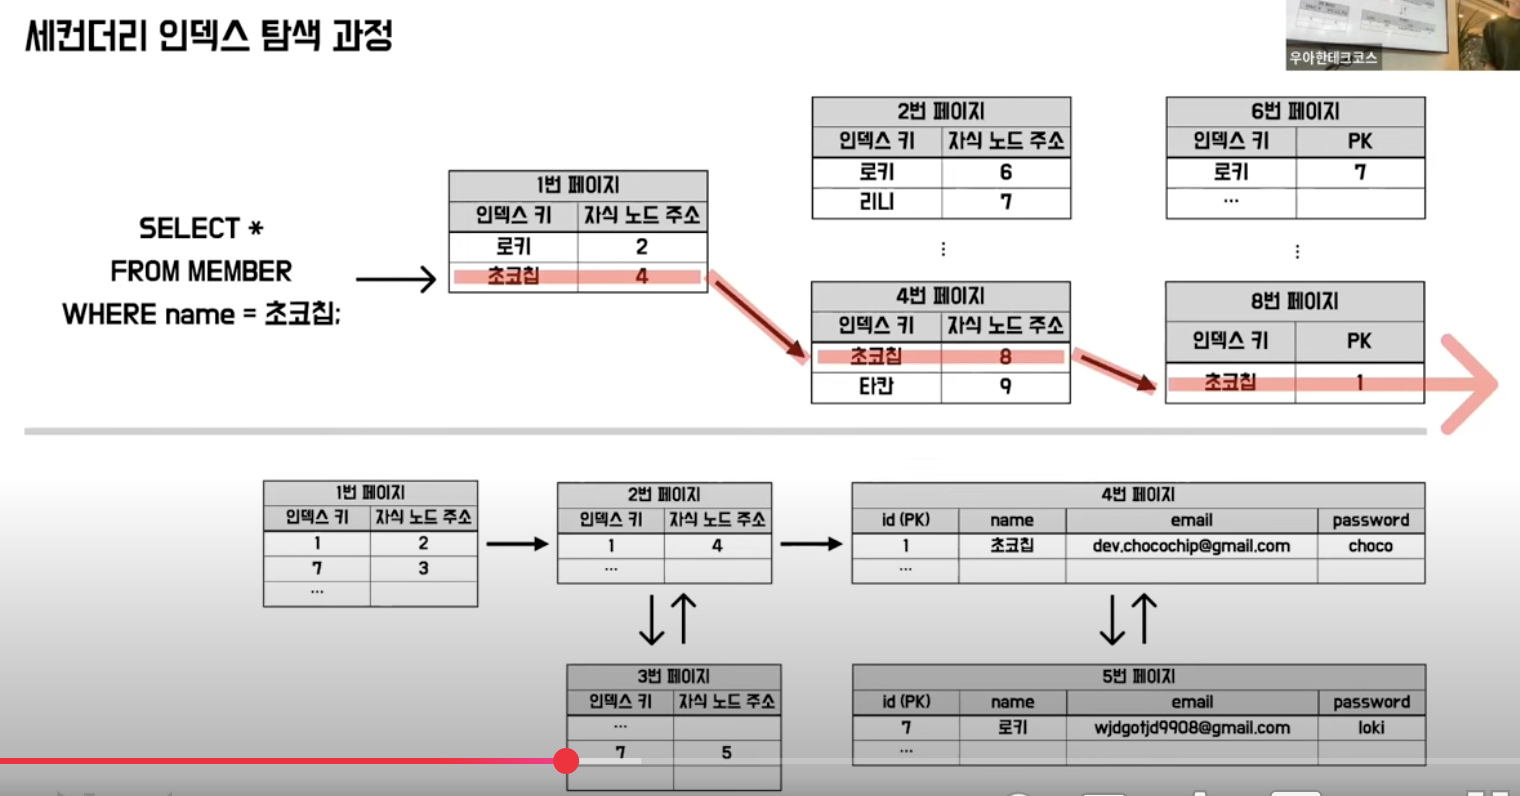 세컨더리 인덱스 탐색 과정
우아한테크코스
SELECT *
FROM MEMBER
WHERE name = 초코칩;
1번 페이지
인덱스 키 자식 노드 주소
로키 2
초코칩 4
2번 페이지
인덱스 키 자식 노드 주소
로키 6
리니 7
⋮
4번 페이지
인덱스 키 자식 노드 주소
초코칩 8
타칸 9
6번 페이지
인덱스 키 PK
로키 7
...
⋮
8번 페이지
인덱스 키 PK
초코칩 1
1번 페이지
인덱스 키 자식 노드 주소
1 2
7 3
...
2번 페이지
인덱스 키 자식 노드 주소
1 4
...
3번 페이지
인덱스 키 자식 노드 주소
...
7 5
4번 페이지
id (PK) name email password
1 초코칩 dev.chocochip@gmail.com choco
...
5번 페이지
id (PK) name email password
7 로키 wjdgotjd9908@gmail.com loki
...